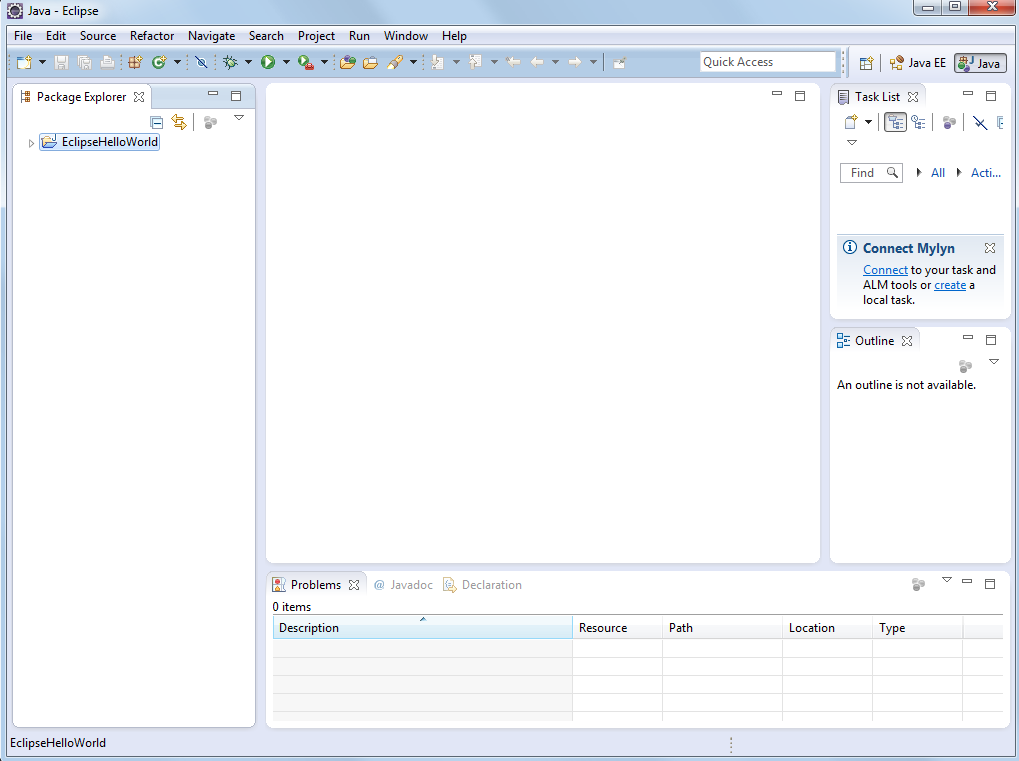 Java - Eclipse
File Edit Source Refactor Navigate Search Project Run Window Help
Quick Access
Java EE
Java
Package Explorer
EclipseHelloWorld
Task List
Find
All
Acti...
Connect Mylyn
Connect to your task and
ALM tools or create a
local task.
Outline
An outline is not available.
Problems @ Javadoc Declaration
0 items
Description Resource Path Location Type
EclipseHelloWorld